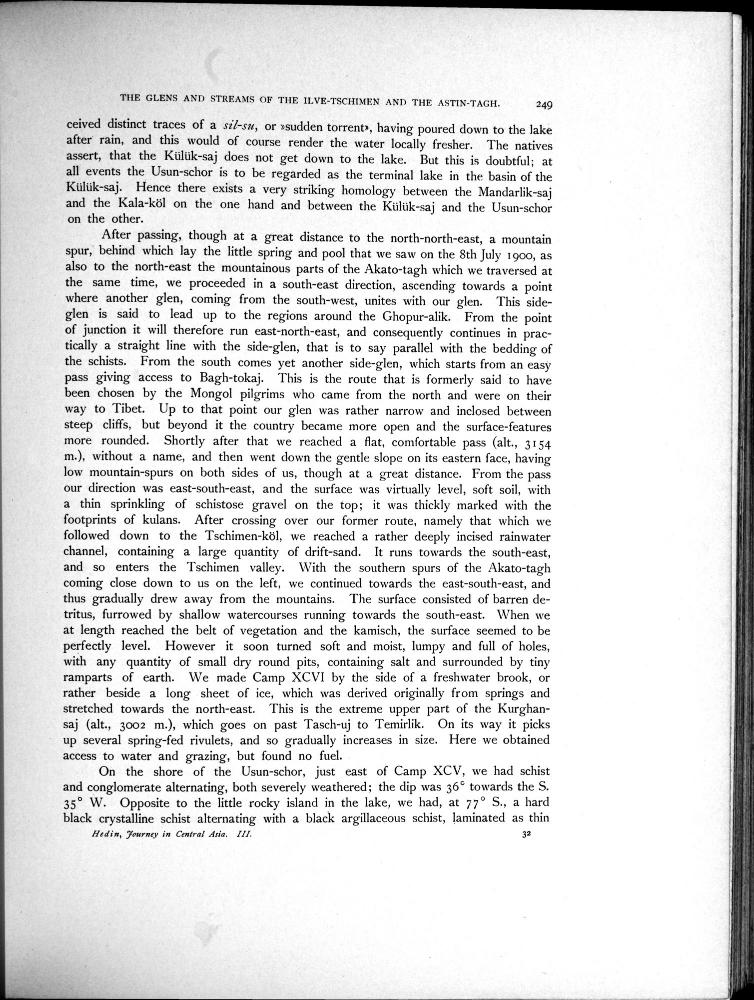 THE GLENS AND STREAMS OF THE ILVE-TSCHIMEN AND THE ASTIN-TAGH. 249
ceived distinct traces of a sil-su, or »sudden torrent», having poured down to the lake
after rain, and this would of course render the water locally fresher. The natives
assert, that the Külük-saj does not get down to the lake. But this is doubtful; at
all events the Usun-schor is to be regarded as the terminal lake in the basin of the
Külük-saj. Hence there exists a very striking homology between the Mandarlik-saj
and the Kala-köl on the one hand and between the Külük-saj and the Usun-schor
on the other.
After passing, though at a great distance to the north-north-east, a mountain
spur, behind which lay the little spring and pool that we saw on the 8th July 1900, as
also to the north-east the mountainous parts of the Akato-tagh which we traversed at
the same time, we proceeded in a south-east direction, ascending towards a point
where another glen, coming from the south-west, unites with our glen. This side-
glen is said to lead up to the regions around the Ghopur-alik. From the point
of junction it will therefore run east-north-east, and consequently continues in prac-
tically a straight line with the side-glen, that is to say parallel with the bedding of
the schists. From the south comes yet another side-glen, which starts from an easy
pass giving access to Bagh-tokaj. This is the route that is formerly said to have
been chosen by the Mongol pilgrims who came from the north and were on their
way to Tibet. Up to that point our glen was rather narrow and inclosed between
steep cliffs, but beyond it the country became more open and the surface-features
more rounded. Shortly after that we reached a flat, comfortable pass (alt., 3154
m.), without a name, and then went down the gentle slope on its eastern face, having
low mountain-spurs on both sides of us, though at a great distance. From the pass
our direction was east-south-east, and the surface was virtually level, soft soil, with
a thin sprinkling of schistose gravel on the top; it was thickly marked with the
footprints of kulans. After crossing over our former route, namely that which we
followed down to the Tschimen-köl, we reached a rather deeply incised rainwater
channel, containing a large quantity of drift-sand. It runs towards the south-east,
and so enters the Tschimen valley. With the southern spurs of the Akato-tagh
coming close down to us on the left, we continued towards the east-south-east, and
thus gradually drew away from the mountains. The surface consisted of barren de-
tritus, furrowed by shallow watercourses running towards the south-east. When we
at length reached the belt of vegetation and the kamisch, the surface seemed to be
perfectly level. However it soon turned soft and moist, lumpy and full of holes,
with any quantity of small dry round pits, containing salt and surrounded by tiny
ramparts of earth. We made Camp XCVI by the side of a freshwater brook, or
rather beside a long sheet of ice, which was derived originally from springs and
stretched towards the north-east. This is the extreme upper part of the Kurghan-
saj (alt., 3002 m.), which goes on past Tasch-uj to Temirlik. On its way it picks
up several spring-fed rivulets, and so gradually increases in size. Here we obtained
access to water and grazing, but found no fuel.
On the shore of the Usun-schor, just east of Camp XCV, we had schist
and conglomerate alternating, both severely weathered; the dip was 36° towards the S.
35° W. Opposite to the little rocky island in the lake, we had, at 77° S., a hard
black crystalline schist alternating with a black argillaceous schist, laminated as thin
Hedin, Journey in Central Asia. III. 32